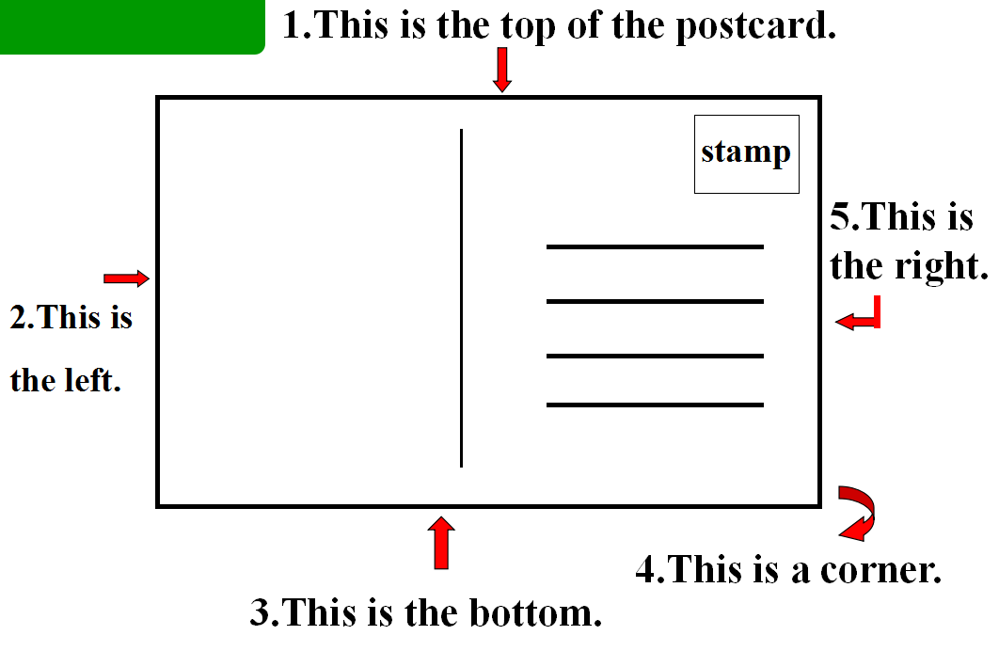 1.This is the top of the postcard.
stamp
5.This is
the right.
2.This is
the left.
4.This is a corner.
3.This is the bottom.